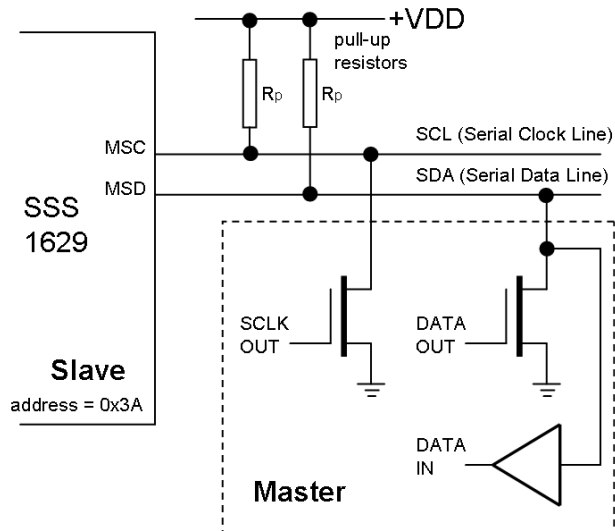 +VDD
pull-up
resistors
Rp
Rp
MSC
SCL (Serial Clock Line)
MSD
SDA (Serial Data Line)
SSS
1629
SCLK
OUT
DATA
OUT
Slave
address = 0x3A
DATA
IN
Master